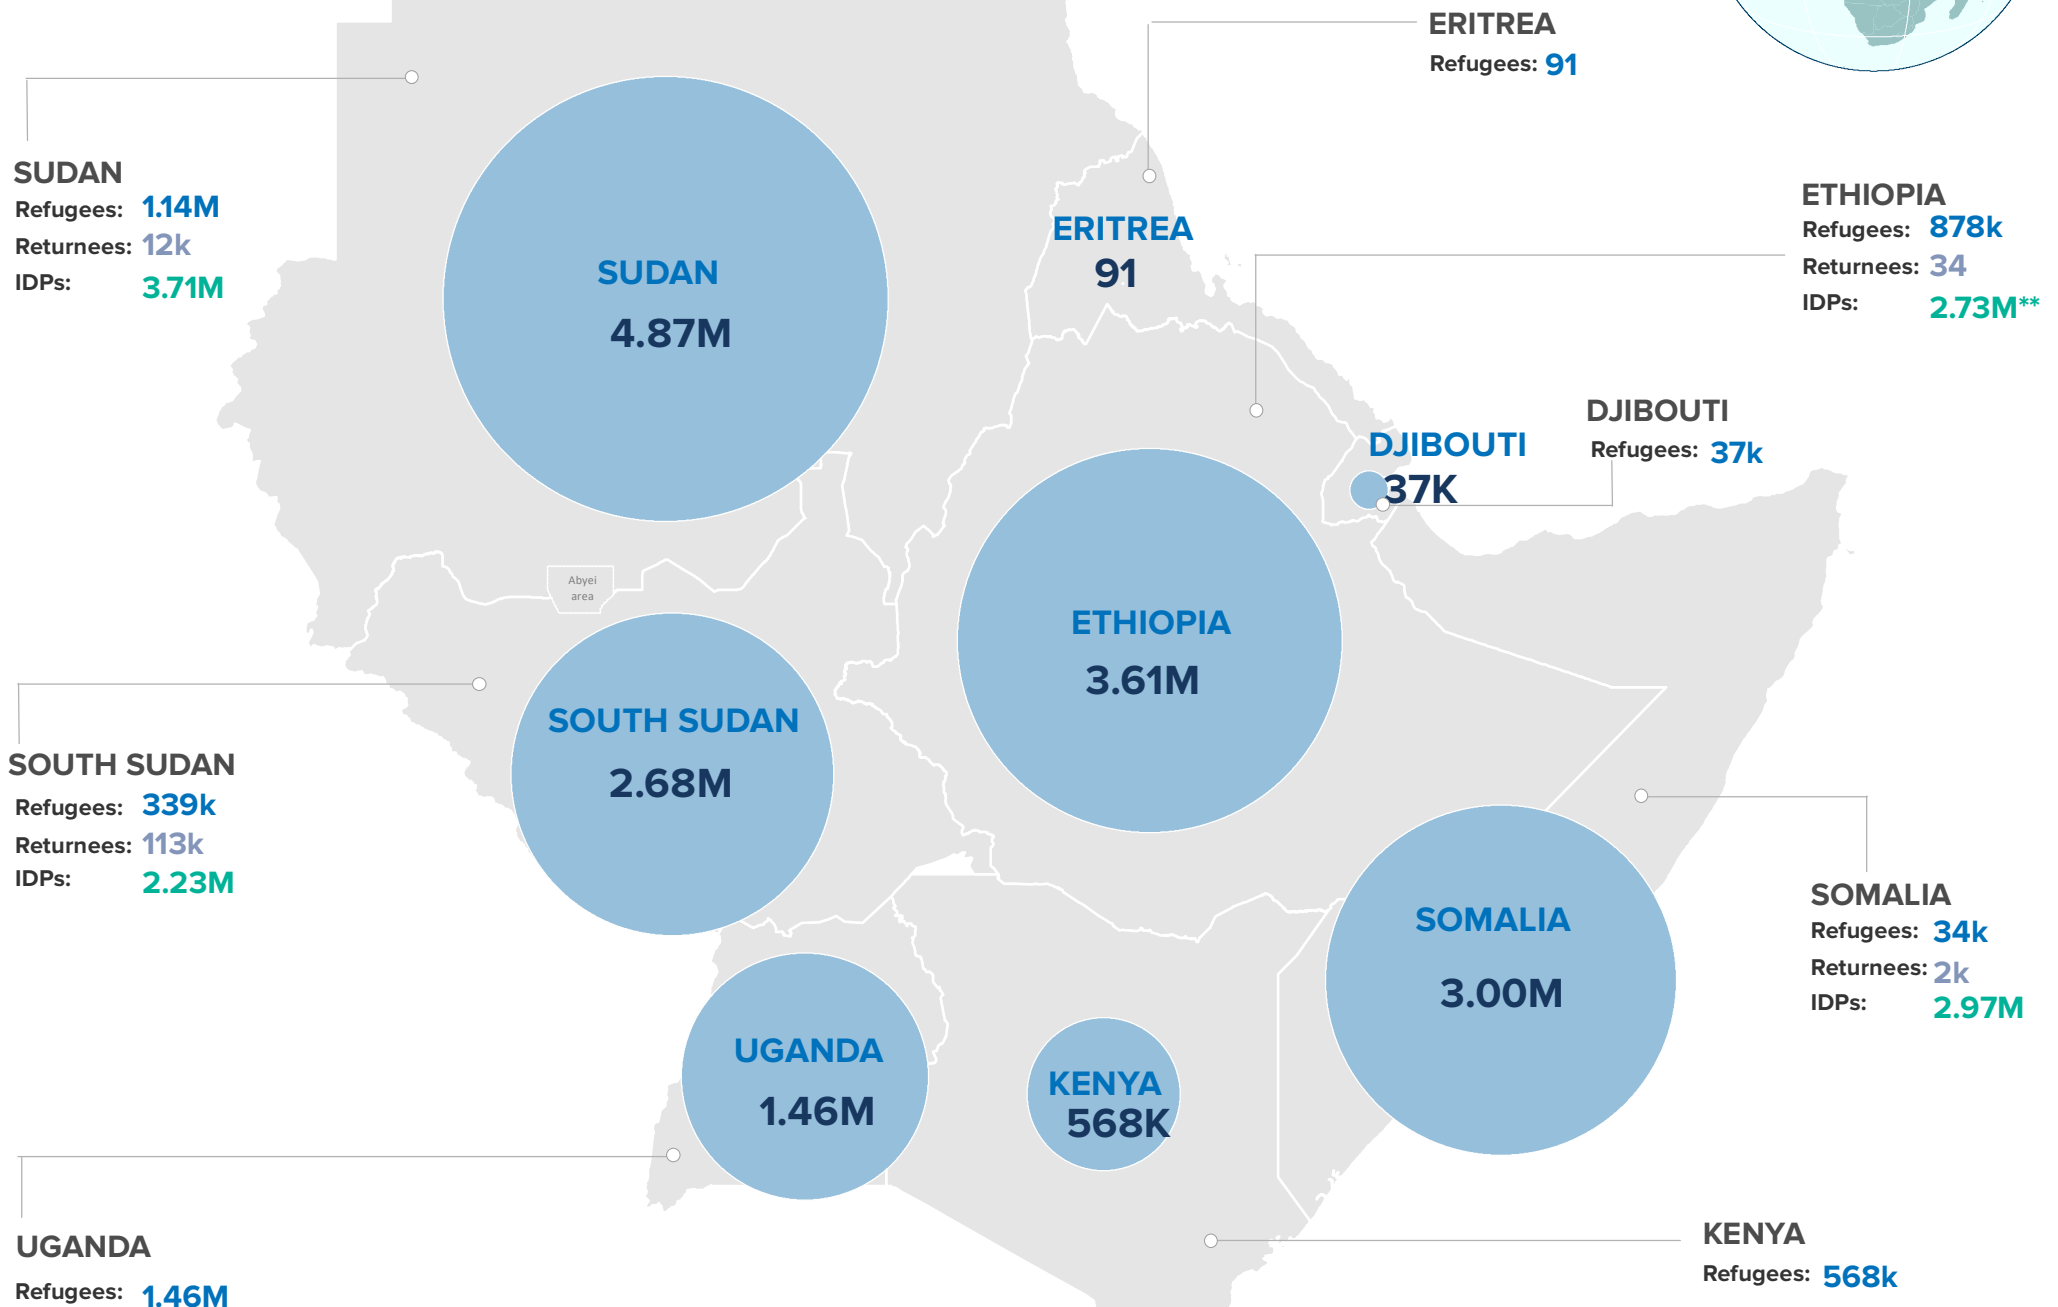 ERITREA
Refugees: 91
SUDAN
Refugees: 1.14M
Returnees: 12k
IDPs: 3.71M
ETHIOPIA
Refugees: 878k
Returnees: 34
IDPs: 2.73M**
ERITREA
91
SUDAN
4.87M
DJIBOUTI
Refugees: 37k
DJIBOUTI
37K
Abyei
area
ETHIOPIA
3.61M
SOUTH SUDAN
2.68M
SOUTH SUDAN
Refugees: 339k
Returnees: 113k
IDPs: 2.23M
SOMALIA
3.00M
SOMALIA
Refugees: 34k
Returnees: 2k
IDPs: 2.97M
UGANDA
1.46M
KENYA
568K
UGANDA
Refugees: 1.46M
KENYA
Refugees: 568k